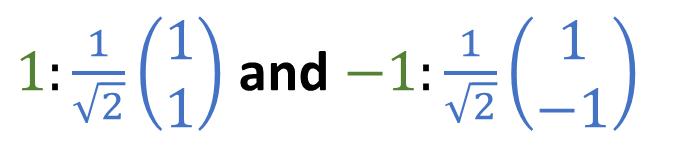 1: 1/√2 (1 1) and −1: 1/√2 (1 −1)